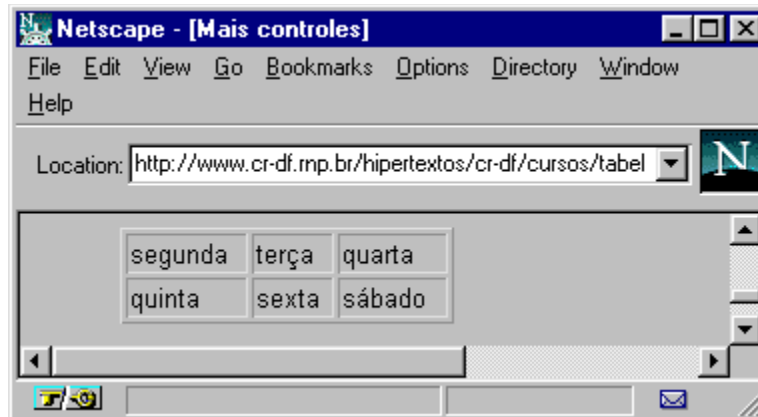 Netscape - [Mais controles]
File Edit View Go Bookmarks Options Directory Window
Help
Location: http://www.cr-df.rnp.br/hipertextos/cr-df/cursos/tabel
N
segunda terça quarta
quinta sexta sábado